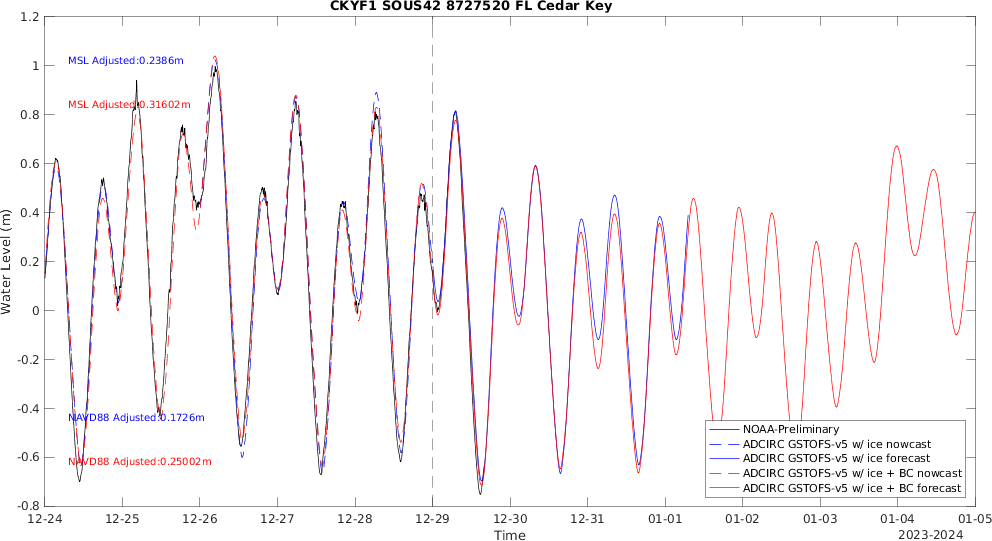 CKYF1 SOUS42 8727520 FL Cedar Key
1.2
1
0.8
0.6
0.4
0.2
0
-0.2
-0.4
-0.6
-0.8
Water Level (m)
MSL Adjusted:0.2386m
MSL Adjusted:0.31602m
NAVD88 Adjusted:0.1726m
NAVD88 Adjusted:0.25002m
NOAA-Preliminary
ADCIRC GSTOFS-v5 w/ ice nowcast
ADCIRC GSTOFS-v5 w/ ice forecast
ADCIRC GSTOFS-v5 w/ ice + BC nowcast
ADCIRC GSTOFS-v5 w/ ice + BC forecast
12-24 12-25 12-26 12-27 12-28 12-29 12-30 12-31 01-01 01-02 01-03 01-04 01-05
Time
2023-2024